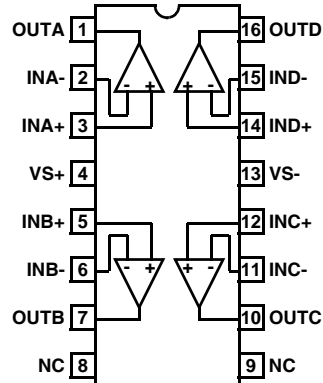 OUTA 1 16 OUTD
INA- 2 15 IND-
- + + -
INA+ 3 14 IND+
VS+ 4 13 VS-
INB+ 5 12 INC+
- + + -
INB- 6 11 INC-
OUTB 7 10 OUTC
NC 8 9 NC